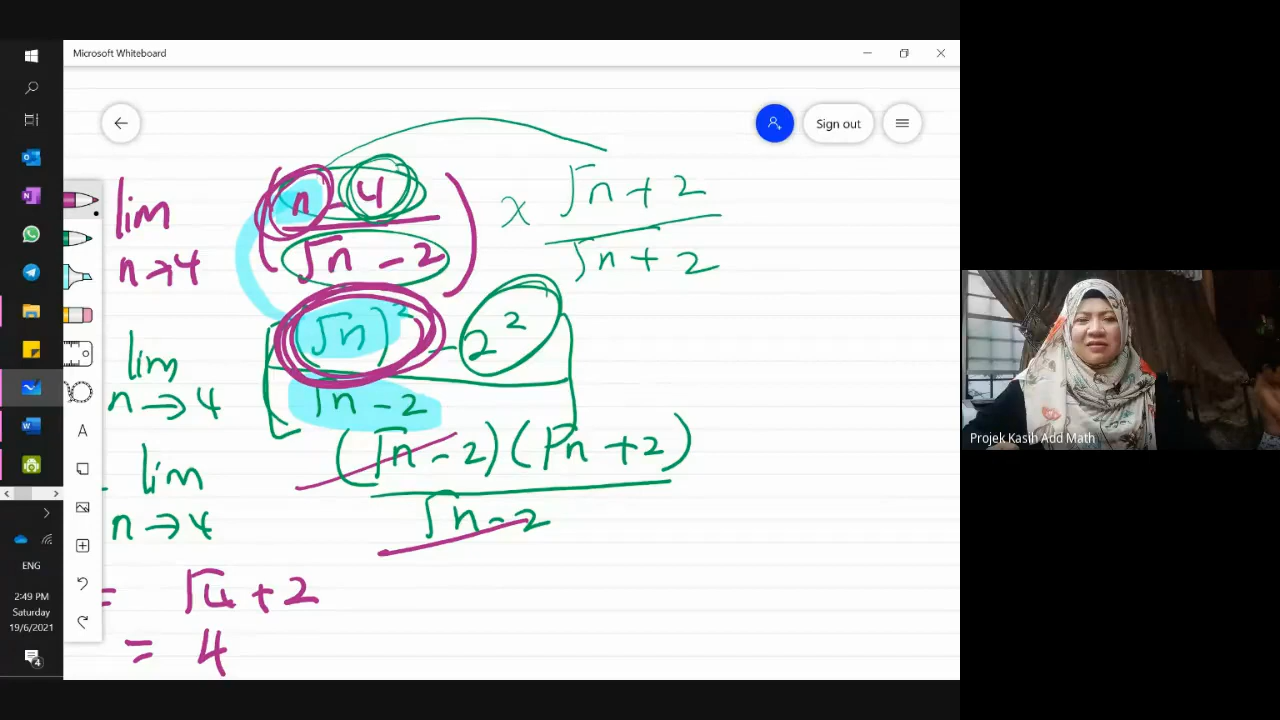 Microsoft Whiteboard
Sign out
lim n→4 (n - 4 / √n - 2) × √n + 2 / √n + 2
lim n→4 [(√n)² - 2² / √n - 2]
lim n→4 (√n - 2)(√n + 2) / √n - 2
= √4 + 2
= 4
Projek Kasih Add Math
A
ENG
2:49 PM
Saturday
19/6/2021
4